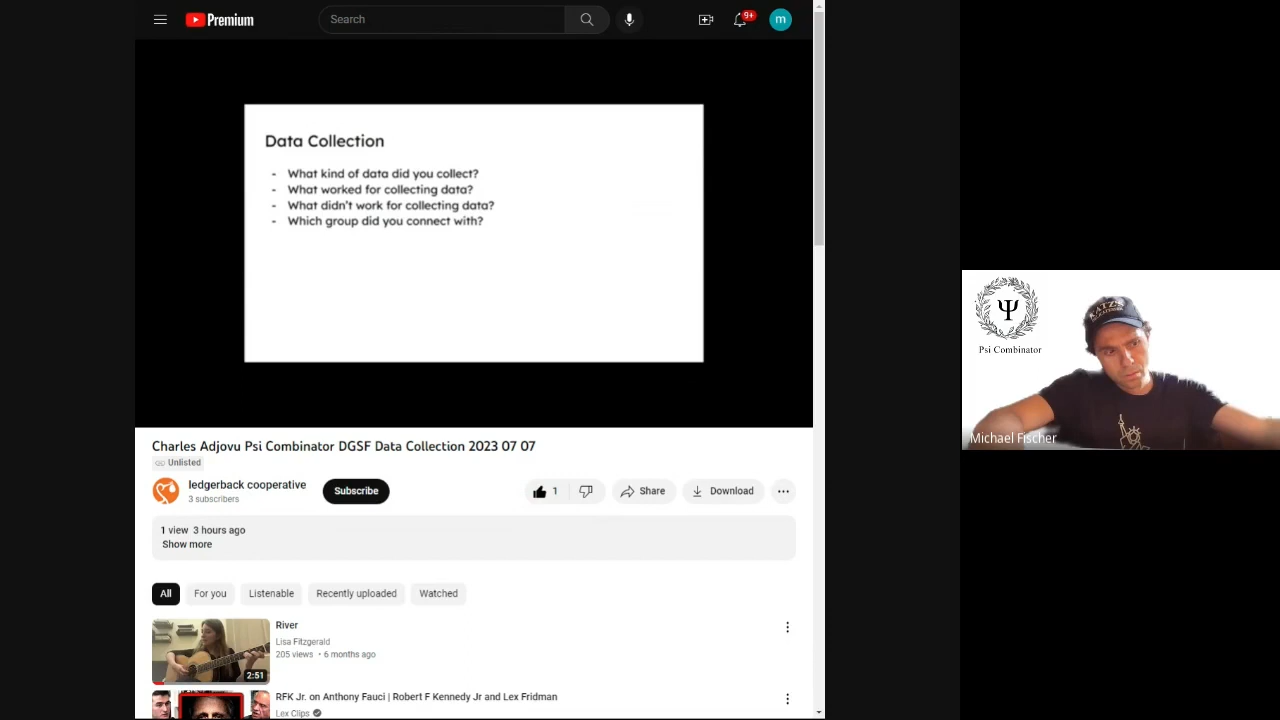 Premium
Search
9+
m
Data Collection
- What kind of data did you collect?
- What worked for collecting data?
- What didn't work for collecting data?
- Which group did you connect with?
Charles Adjovu Psi Combinator DGSF Data Collection 2023 07 07
Unlisted
ledgerback cooperative
3 subscribers
Subscribe
1
Share
Download
1 view 3 hours ago
Show more
All
For you
Listenable
Recently uploaded
Watched
River
Lisa Fitzgerald
205 views • 6 months ago
2:51
RFK Jr. on Anthony Fauci | Robert F Kennedy Jr and Lex Fridman
Lex Clips
Ψ
Psi Combinator
KATZ'S
Michael Fischer